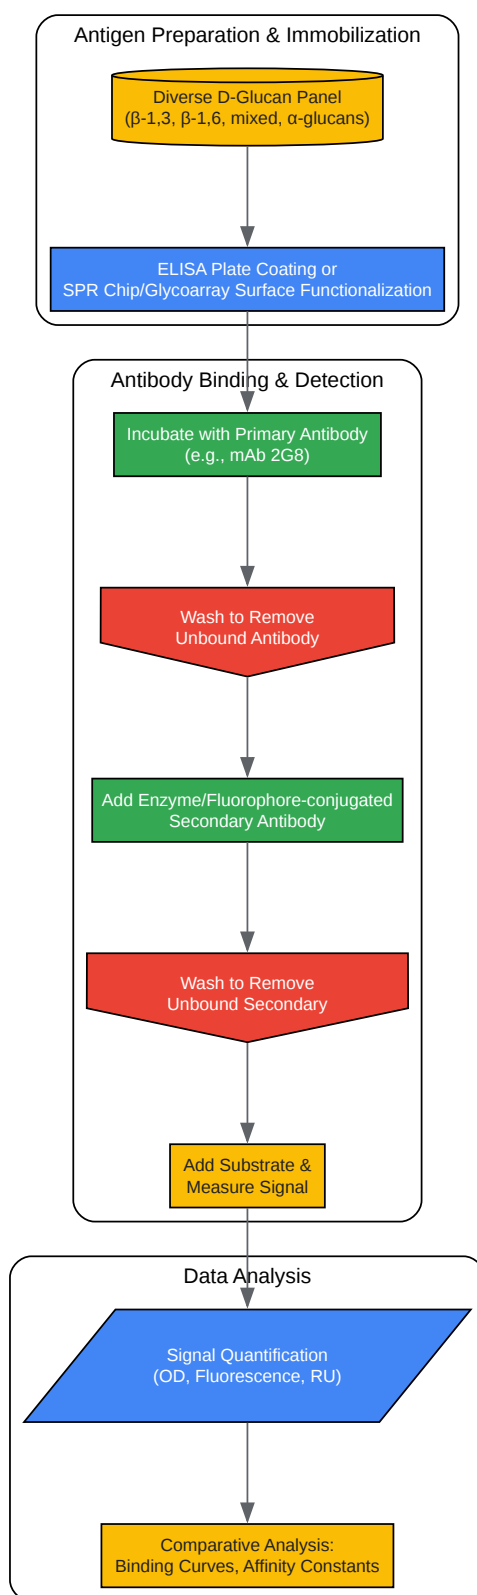 Antigen Preparation & Immobilization
Diverse D-Glucan Panel
(β-1,3, β-1,6, mixed, α-glucans)
ELISA Plate Coating or
SPR Chip/Glycoarray Surface Functionalization
Antibody Binding & Detection
Incubate with Primary Antibody
(e.g., mAb 2G8)
Wash to Remove
Unbound Antibody
Add Enzyme/Fluorophore-conjugated
Secondary Antibody
Wash to Remove
Unbound Secondary
Add Substrate &
Measure Signal
Data Analysis
Signal Quantification
(OD, Fluorescence, RU)
Comparative Analysis:
Binding Curves, Affinity Constants